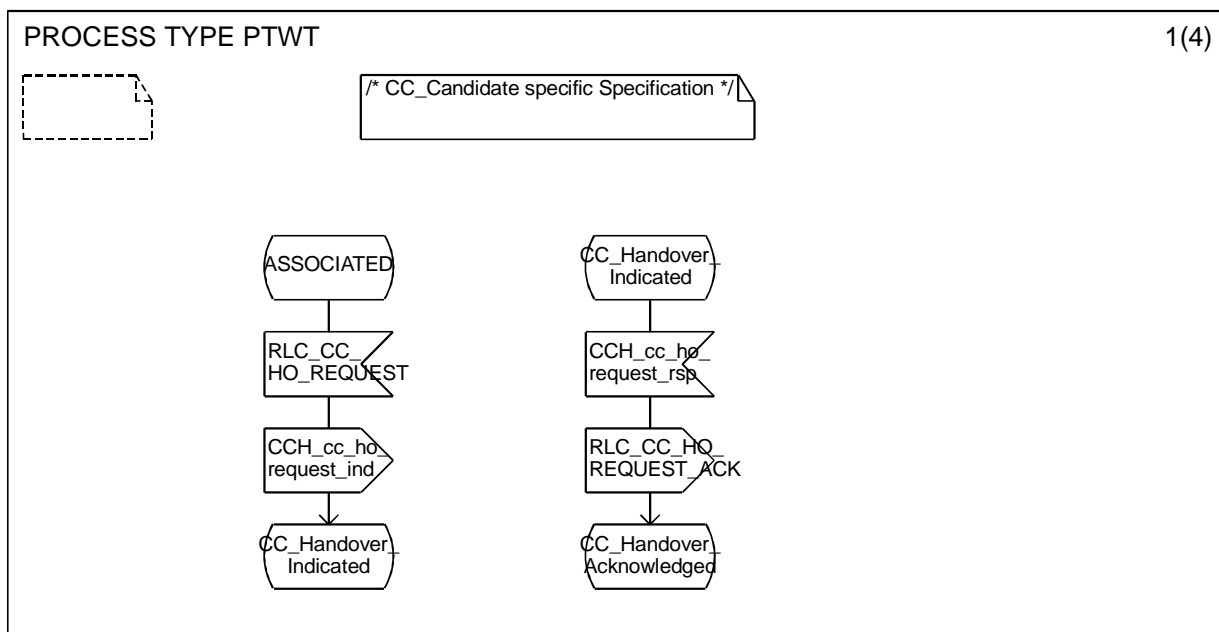 PROCESS TYPE PTWT
1(4)
/* CC_Candidate specific Specification */
ASSOCIATED
RLC_CC_
HO_REQUEST
CCH_cc_ho_
request_ind
CC_Handover_
Indicated
CC_Handover_
Indicated
CCH_cc_ho_
request_rsp
RLC_CC_HO_
REQUEST_ACK
CC_Handover_
Acknowledged